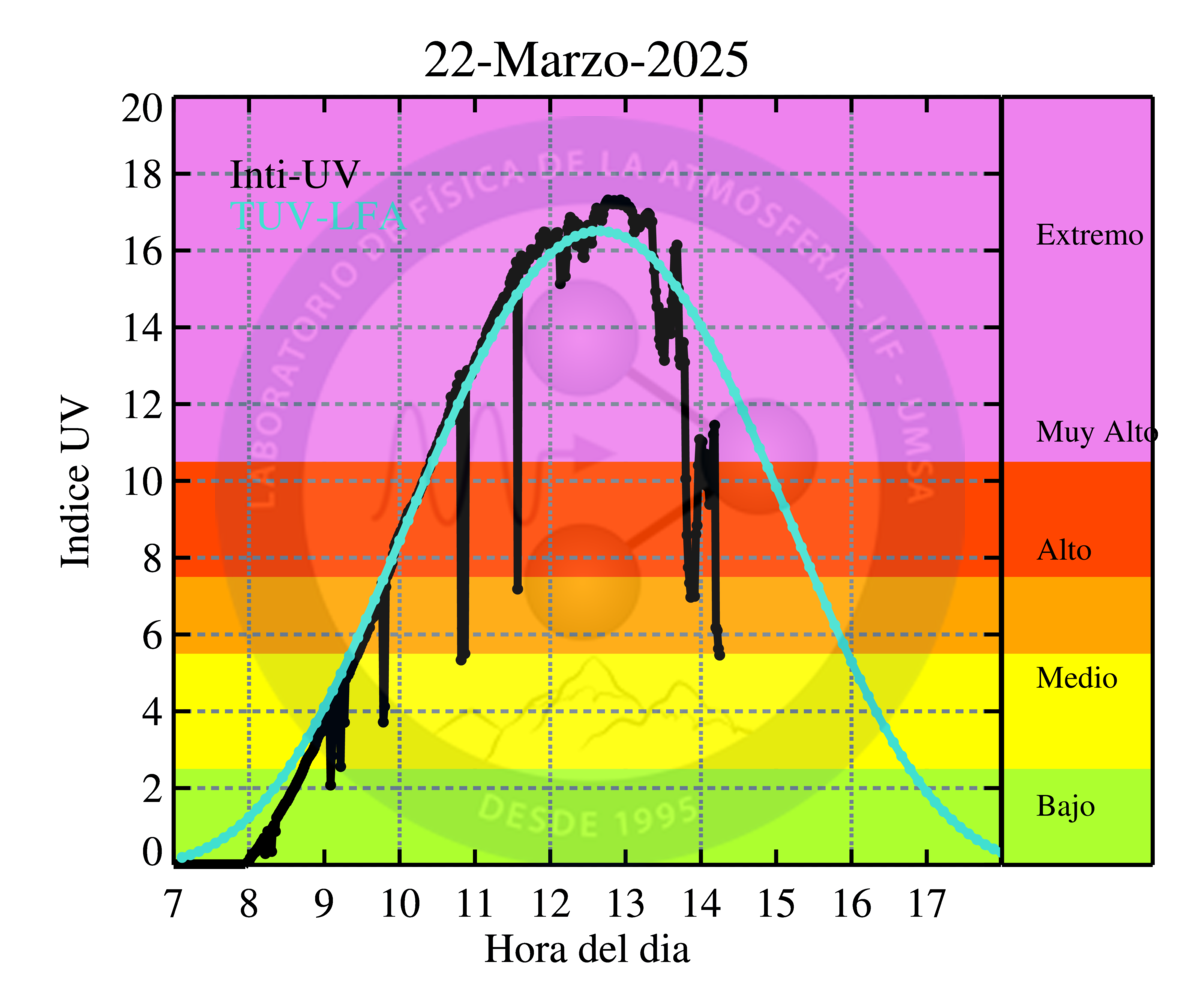 22-Marzo-2025
20
18
16
14
12
10
8
6
4
2
0
Indice UV
Inti-UV
TUV-LFA
LABORATORIO DE FÍSICA DE LA ATMÓSFERA - IIF - UMSA
DESDE 1995
Extremo
Muy Alto
Alto
Medio
Bajo
7 8 9 10 11 12 13 14 15 16 17
Hora del dia